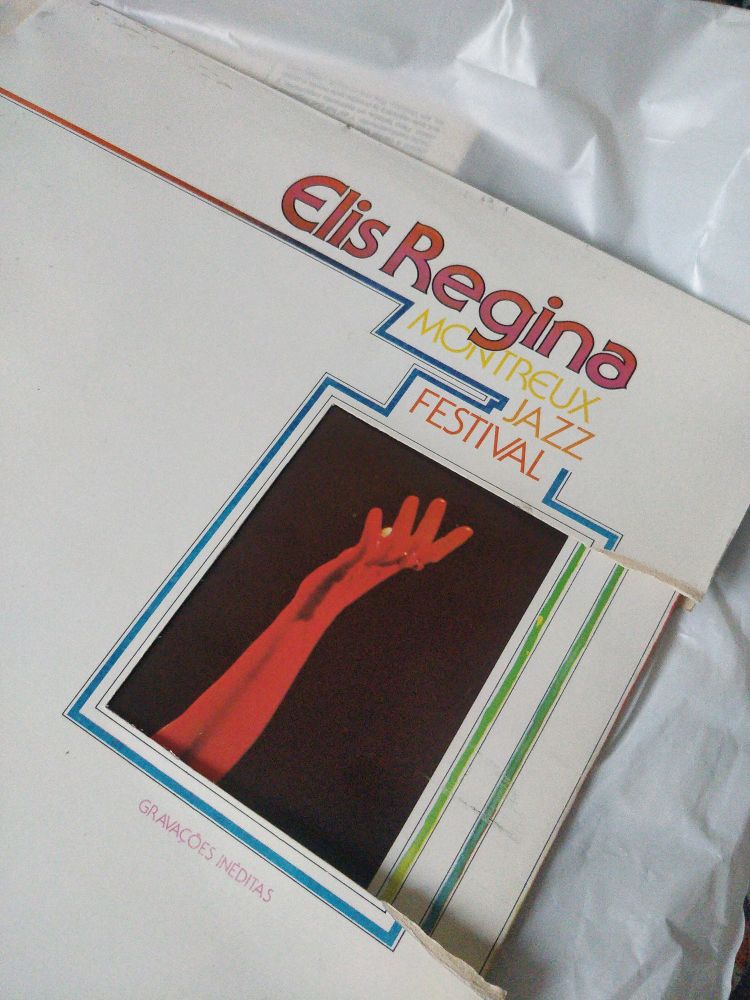 Elis Regina
MONTREUX
JAZZ
FESTIVAL
GRAVAÇÕES INÉDITAS